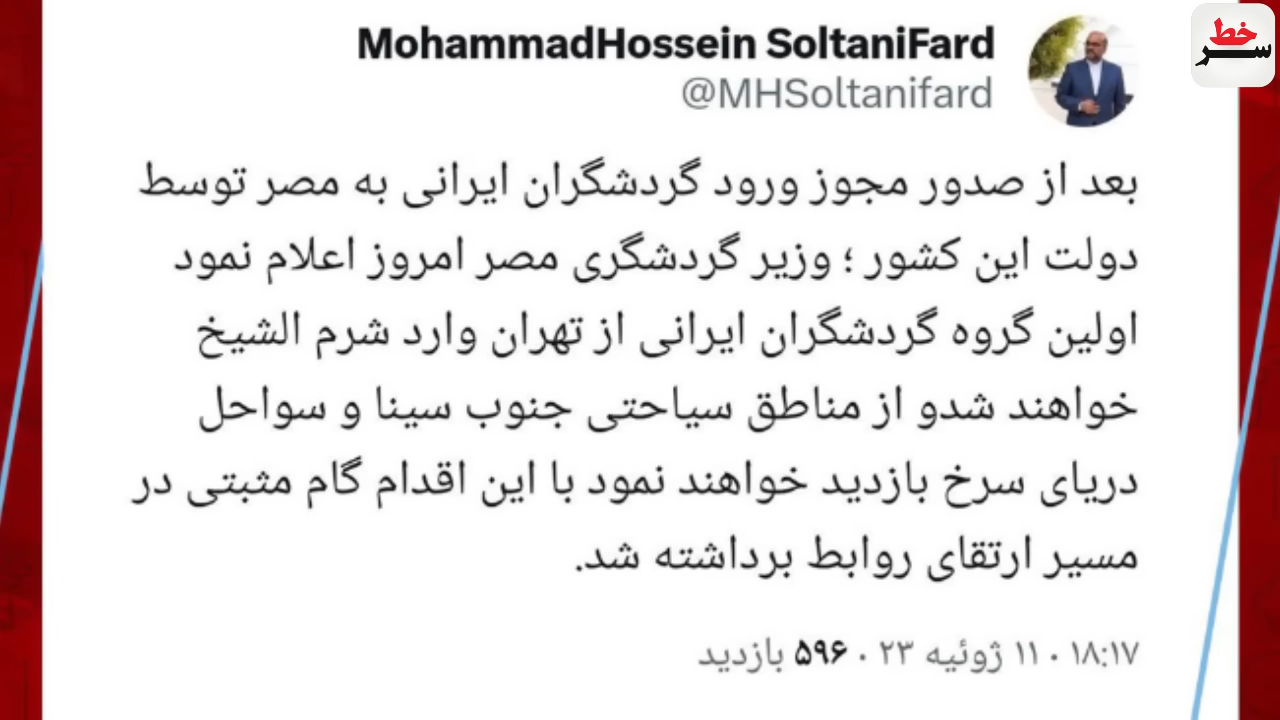 خط
سر
MohammadHossein SoltaniFard
@MHSoltanifard
بعد از صدور مجوز ورود گردشگران ایرانی به مصر توسط
دولت این کشور ؛ وزیر گردشگری مصر امروز اعلام نمود
اولین گروه گردشگران ایرانی از تهران وارد شرم الشیخ
خواهند شدو از مناطق سیاحتی جنوب سینا و سواحل
دریای سرخ بازدید خواهند نمود با این اقدام گام مثبتی در
مسیر ارتقای روابط برداشته شد.
۱۸:۱۷ · ۱۱ ژوئیه ۲۳ · ۵۹۶ بازدید